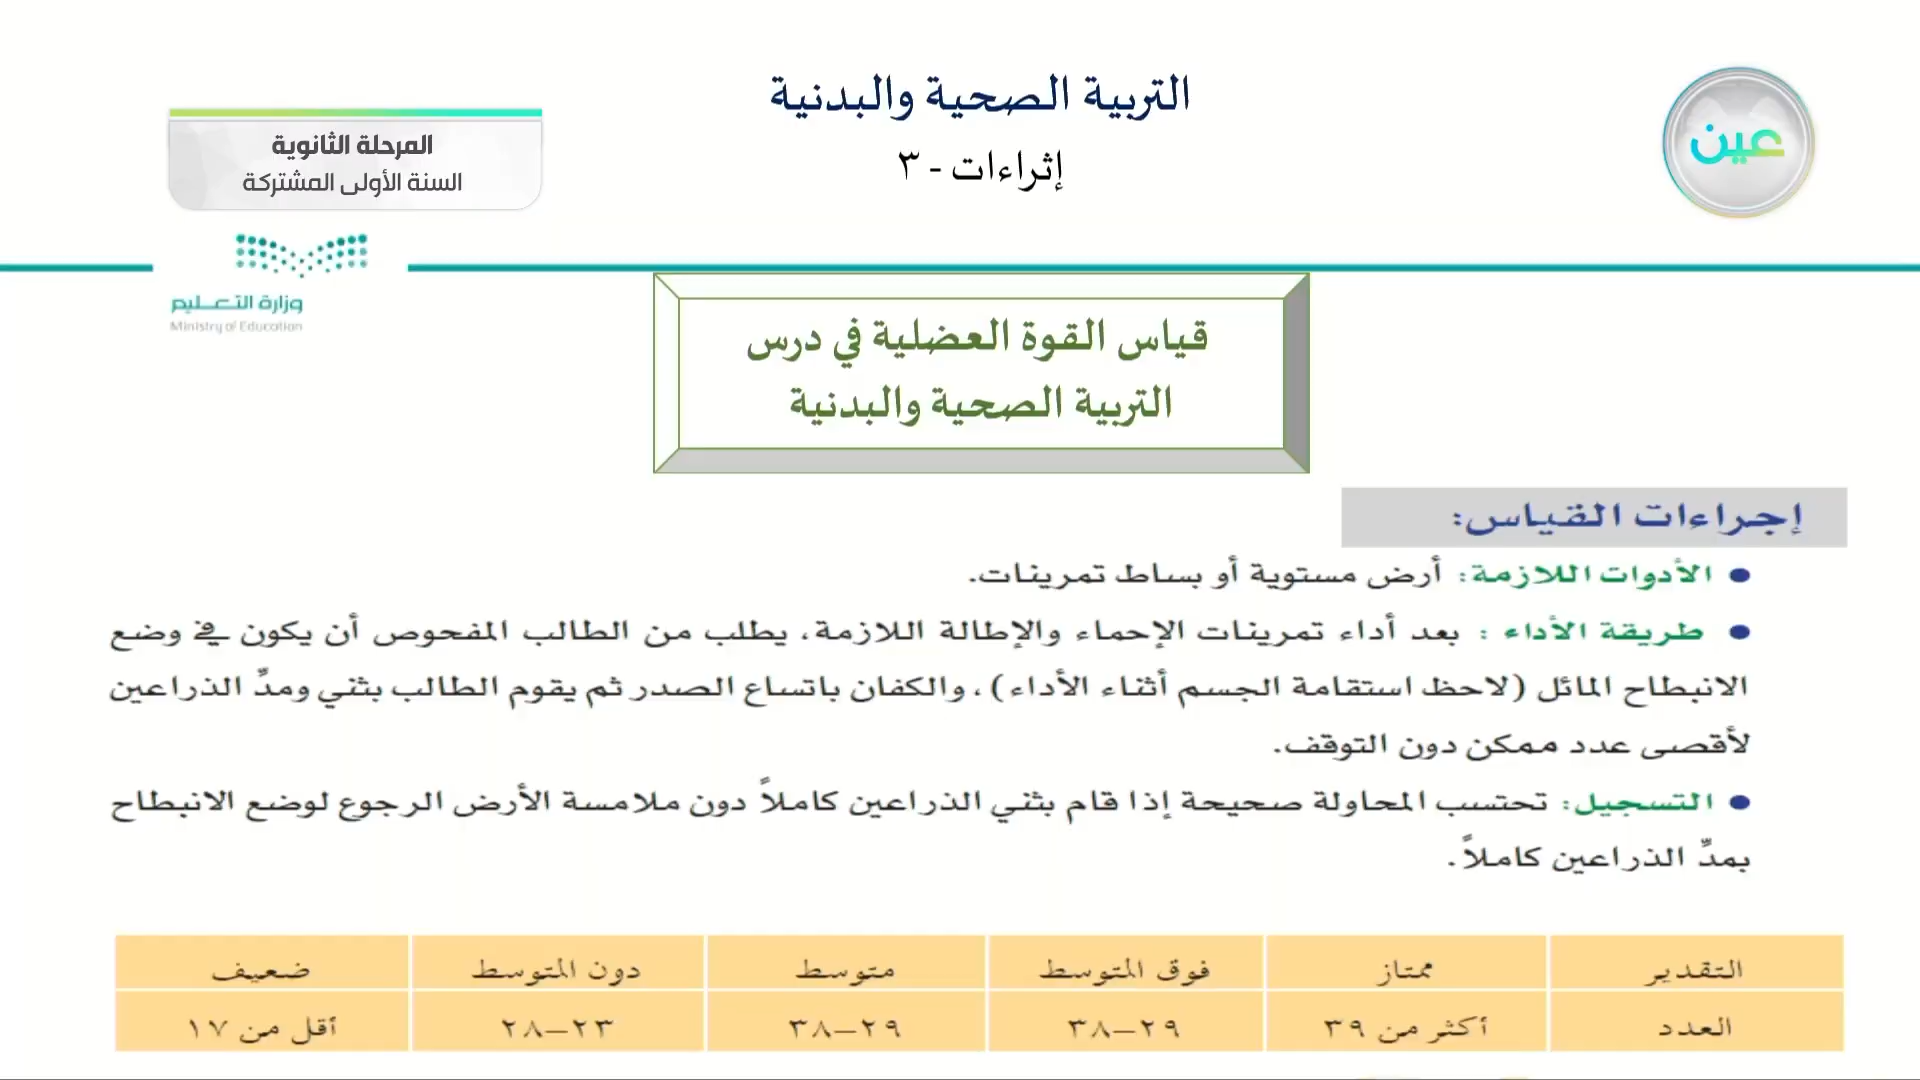 التربية الصحية والبدنية
إثراءات - ٣
عين
المرحلة الثانوية
السنة الأولى المشتركة
وزارة التعليم
Ministry of Education
قياس القوة العضلية في درس
التربية الصحية والبدنية
إجراءات القياس:
● الأدوات اللازمة: أرض مستوية أو بساط تمرينات.
● طريقة الأداء : بعد أداء تمرينات الإحماء والإطالة اللازمة، يطلب من الطالب المفحوص أن يكون في وضع
الانبطاح المائل (لاحظ استقامة الجسم أثناء الأداء)، والكفان باتساع الصدر ثم يقوم الطالب بثني ومدِّ الذراعين
لأقصى عدد ممكن دون التوقف.
● التسجيل: تحتسب المحاولة صحيحة إذا قام بثني الذراعين كاملاً دون ملامسة الأرض الرجوع لوضع الانبطاح
بمدِّ الذراعين كاملاً.
التقدير ممتاز فوق المتوسط متوسط دون المتوسط ضعيف
العدد أكثر من ٣٩ ٢٩–٣٨ ٢٩–٣٨ ٢٣–٢٨ أقل من ١٧